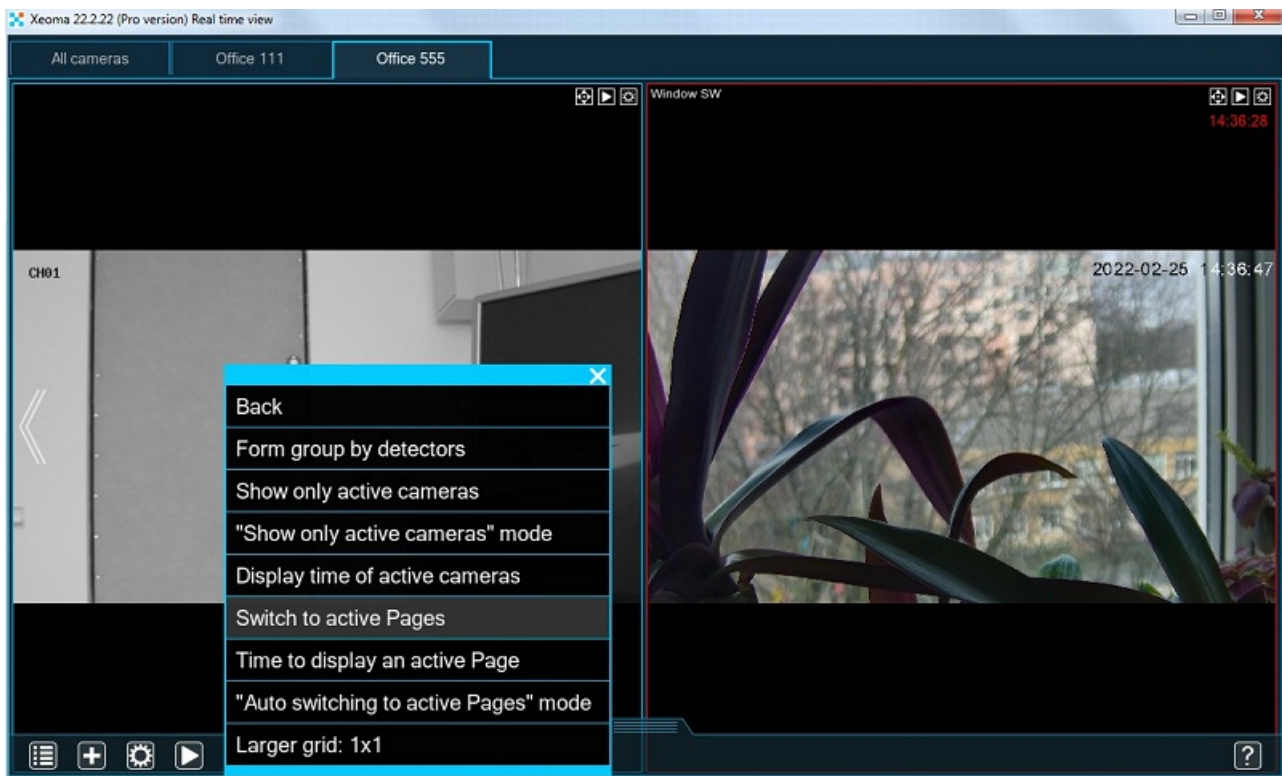 Xeoma 22.2.22 (Pro version) Real time view
All cameras
Office 111
Office 555
Window SW
14:36:28
CH01
2022-02-25 14:36:47
Back
Form group by detectors
Show only active cameras
"Show only active cameras" mode
Display time of active cameras
Switch to active Pages
Time to display an active Page
"Auto switching to active Pages" mode
Larger grid: 1x1
?